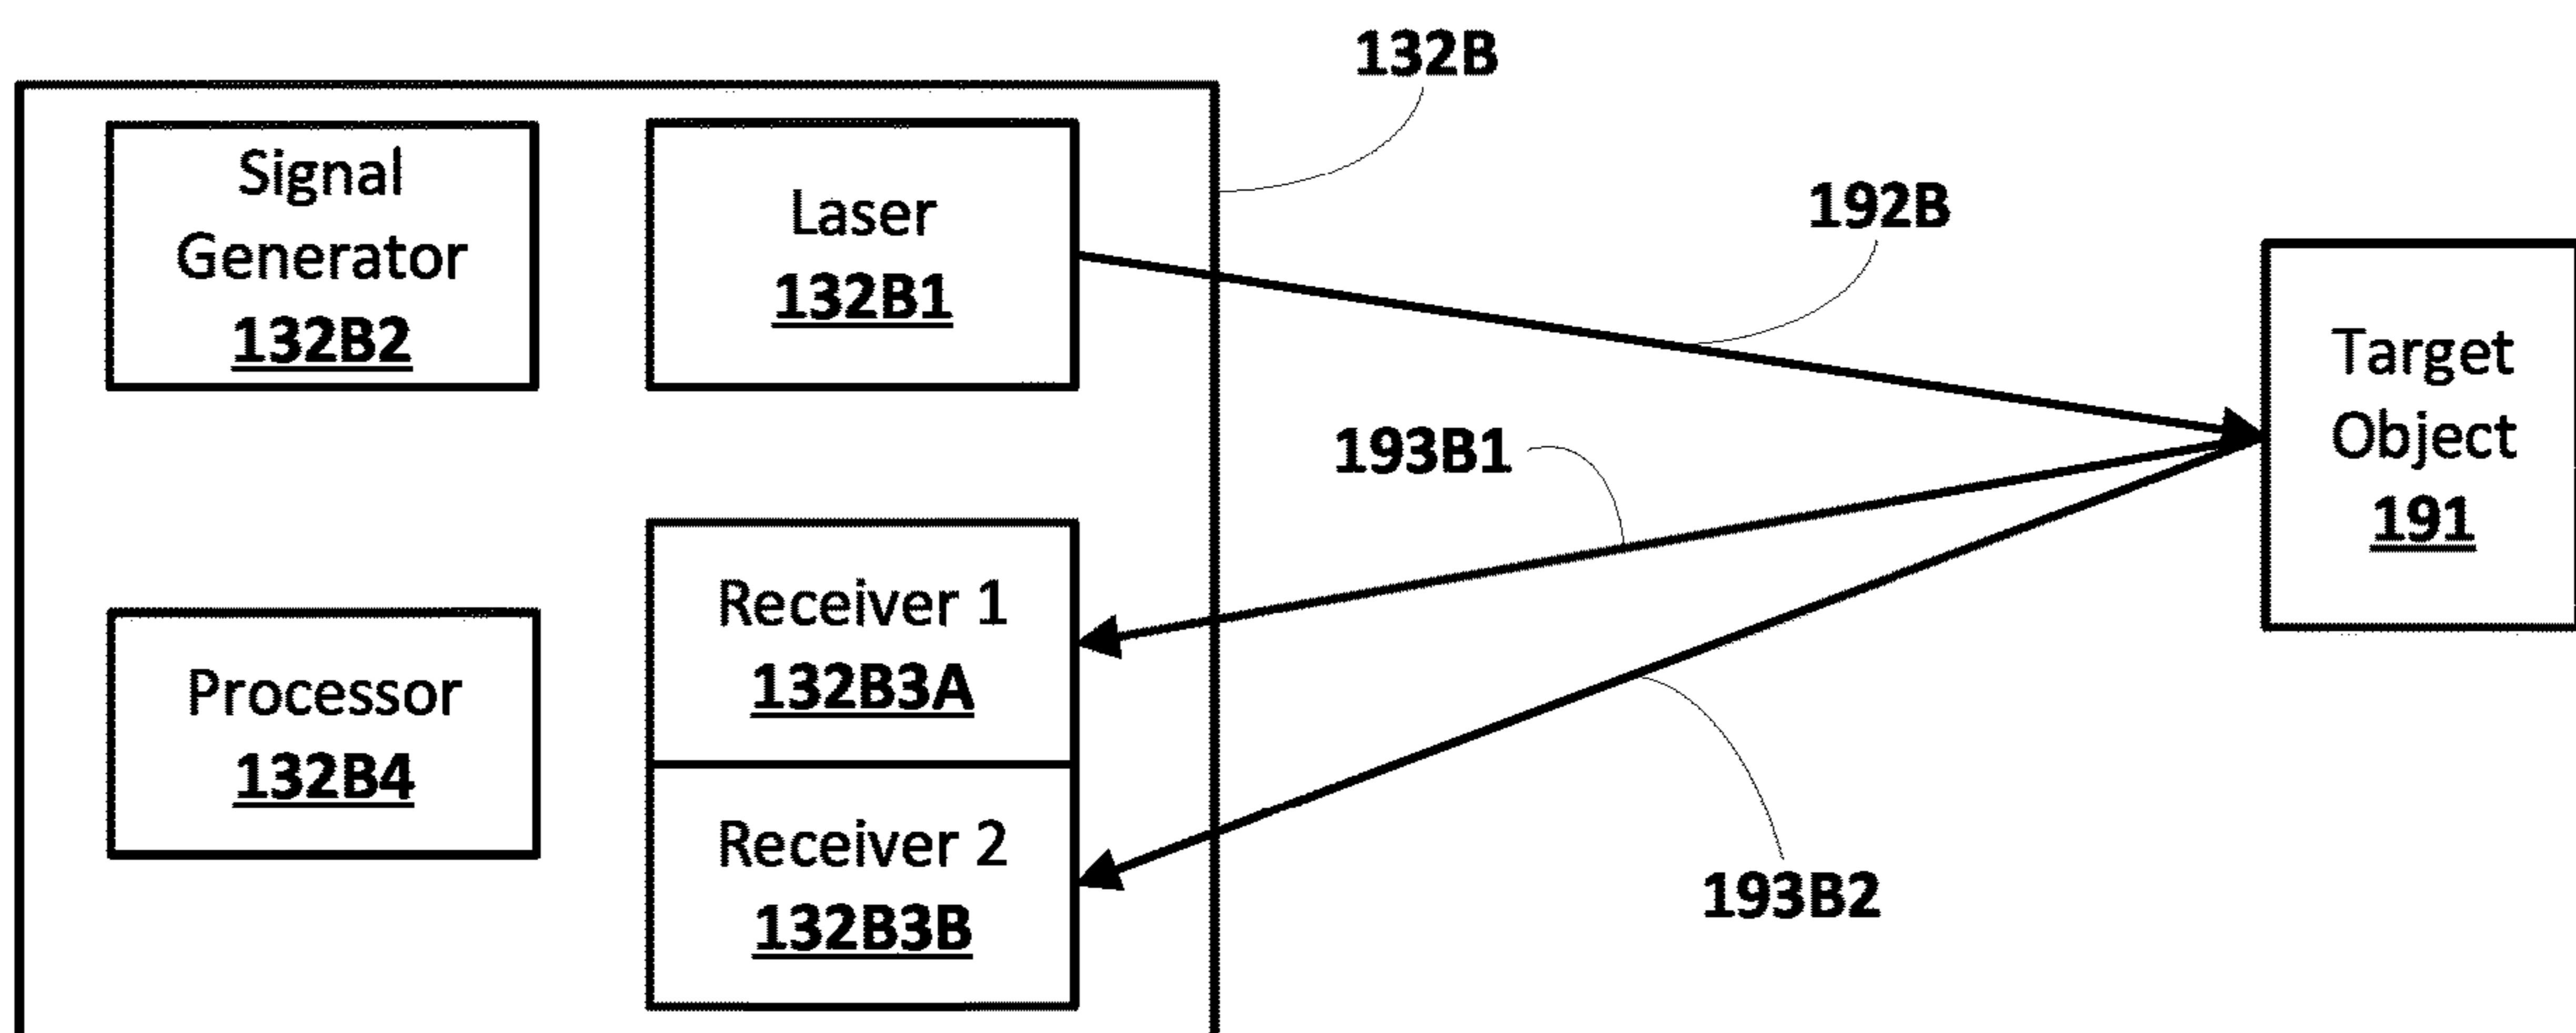 132B
Signal
Generator
132B2
Laser
132B1
192B
Target
Object
191
193B1
Receiver 1
132B3A
Processor
132B4
Receiver 2
132B3B
193B2